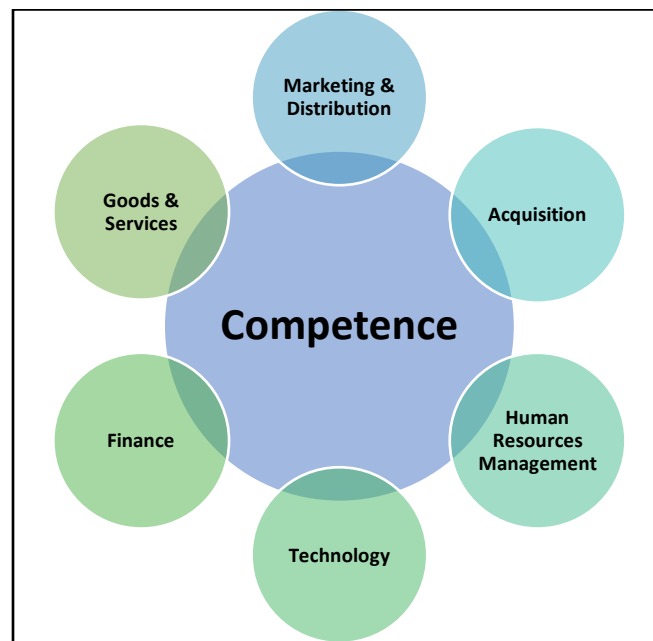 Marketing &
Distribution
Goods &
Services
Acquisition
Competence
Finance
Human
Resources
Management
Technology